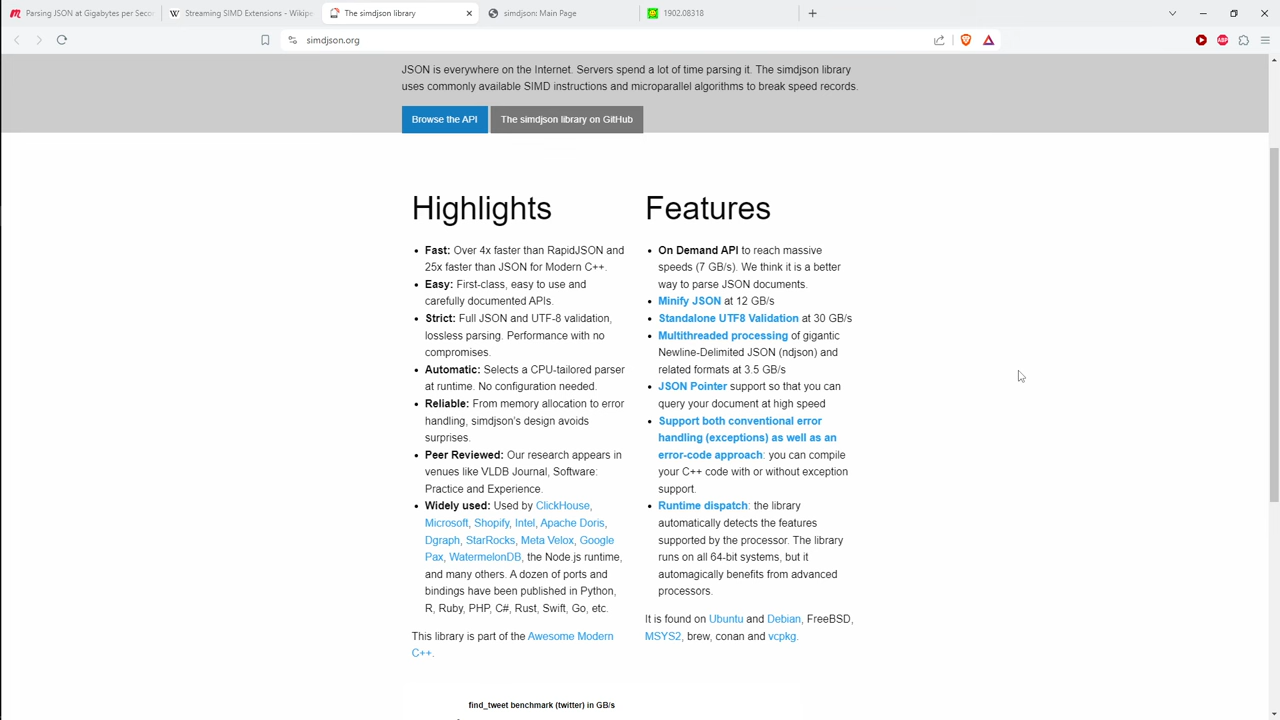 Parsing JSON at Gigabytes per Seco
Streaming SIMD Extensions - Wikipe
The simdjson library
simdjson: Main Page
1902.08318
simdjson.org
JSON is everywhere on the Internet. Servers spend a lot of time parsing it. The simdjson library
uses commonly available SIMD instructions and microparallel algorithms to break speed records.
Browse the API
The simdjson library on GitHub
Highlights
• Fast: Over 4x faster than RapidJSON and
25x faster than JSON for Modern C++.
• Easy: First-class, easy to use and
carefully documented APIs.
• Strict: Full JSON and UTF-8 validation,
lossless parsing. Performance with no
compromises.
• Automatic: Selects a CPU-tailored parser
at runtime. No configuration needed.
• Reliable: From memory allocation to error
handling, simdjson's design avoids
surprises.
• Peer Reviewed: Our research appears in
venues like VLDB Journal, Software:
Practice and Experience.
• Widely used: Used by ClickHouse,
Microsoft, Shopify, Intel, Apache Doris,
Dgraph, StarRocks, Meta Velox, Google
Pax, WatermelonDB, the Node.js runtime,
and many others. A dozen of ports and
bindings have been published in Python,
R, Ruby, PHP, C#, Rust, Swift, Go, etc.
This library is part of the Awesome Modern
C++.
Features
• On Demand API to reach massive
speeds (7 GB/s). We think it is a better
way to parse JSON documents.
• Minify JSON at 12 GB/s
• Standalone UTF8 Validation at 30 GB/s
• Multithreaded processing of gigantic
Newline-Delimited JSON (ndjson) and
related formats at 3.5 GB/s
• JSON Pointer support so that you can
query your document at high speed
• Support both conventional error
handling (exceptions) as well as an
error-code approach: you can compile
your C++ code with or without exception
support.
• Runtime dispatch: the library
automatically detects the features
supported by the processor. The library
runs on all 64-bit systems, but it
automagically benefits from advanced
processors.
It is found on Ubuntu and Debian, FreeBSD,
MSYS2, brew, conan and vcpkg.
find_tweet benchmark (twitter) in GB/s
ABP